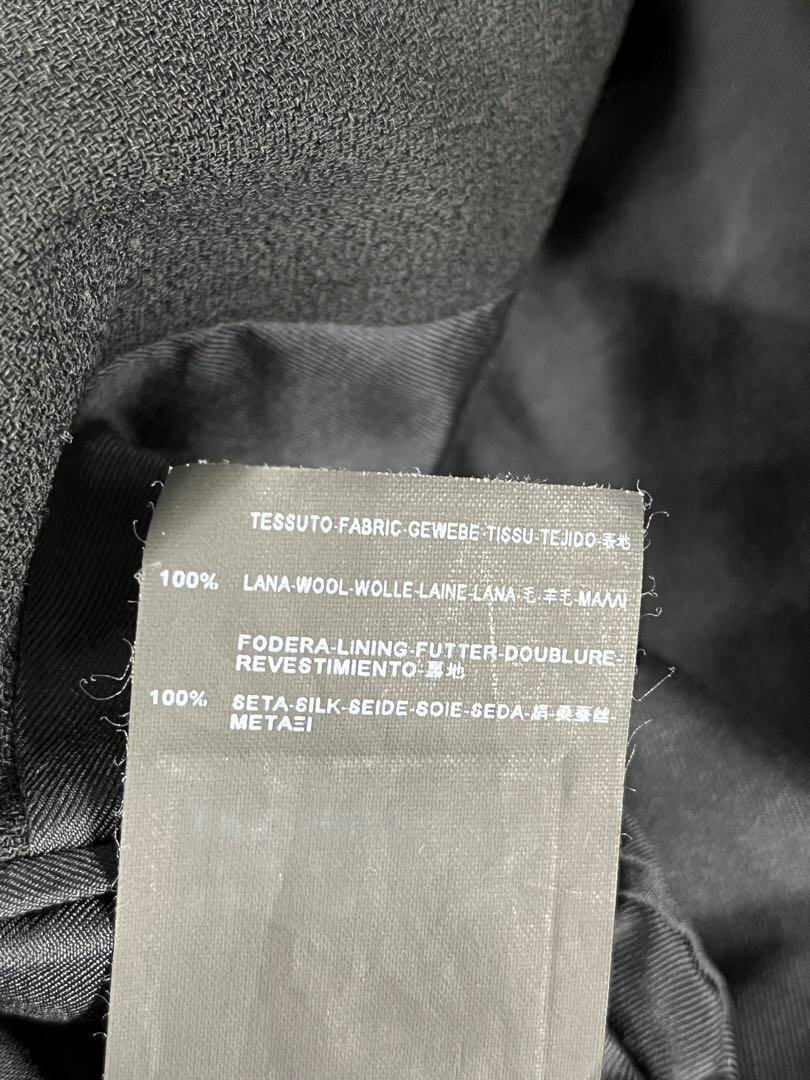 TESSUTO-FABRIC-GEWEBE-TISSU-TEJIDO-表地
100% LANA-WOOL-WOLLE-LAINE-LANA-毛-羊毛-ΜΑΛΛΙ
FODERA-LINING-FUTTER-DOUBLURE-
REVESTIMIENTO-裏地
100% SETA-SILK-SEIDE-SOIE-SEDA-絹-桑蚕丝-
ΜΕΤΑΞΙ